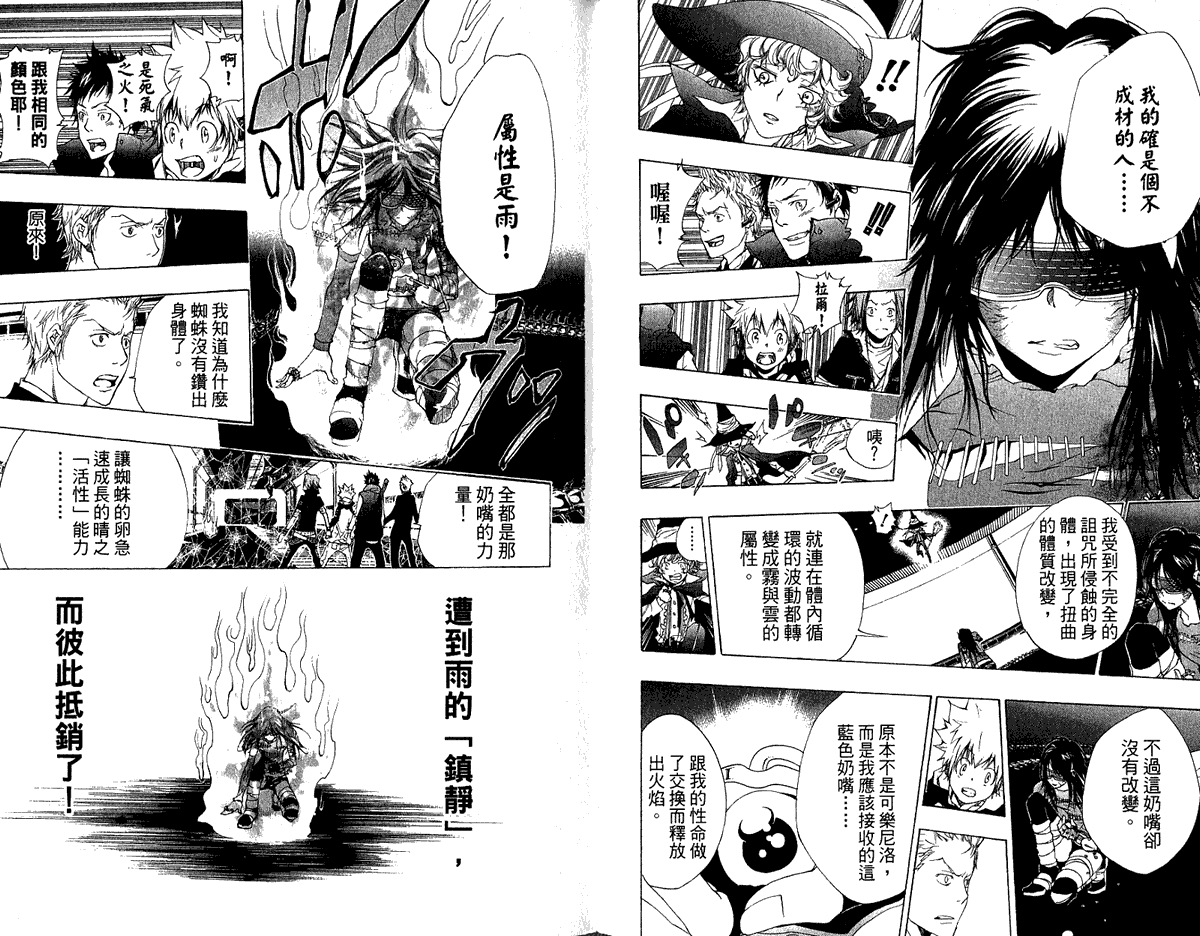 我的確是個不
成材的人……
!!
!!!
喔喔！
拉爾！
咦？
我受到不完全的
詛咒所侵蝕的身
體，出現了扭曲
的體質改變，
!
就連在體內循
環的波動都轉
變成霧與雲的
屬性。
……
不過這奶嘴卻
沒有改變。
原本不是可樂尼洛，
而是我應該接收的這
藍色奶嘴……
跟我的性命做
了交換而釋放
出火焰。
屬性是雨！
啊！
是死氣
之火！
跟我相同的
顏色耶！
原來！
我知道為什麼
蜘蛛沒有鑽出
身體了。
全都是那
奶嘴的力
量！
讓蜘蛛的卵急
速成長的晴之
「活性」能力
…………
遭到雨的「鎮靜」，
而彼此抵銷了！